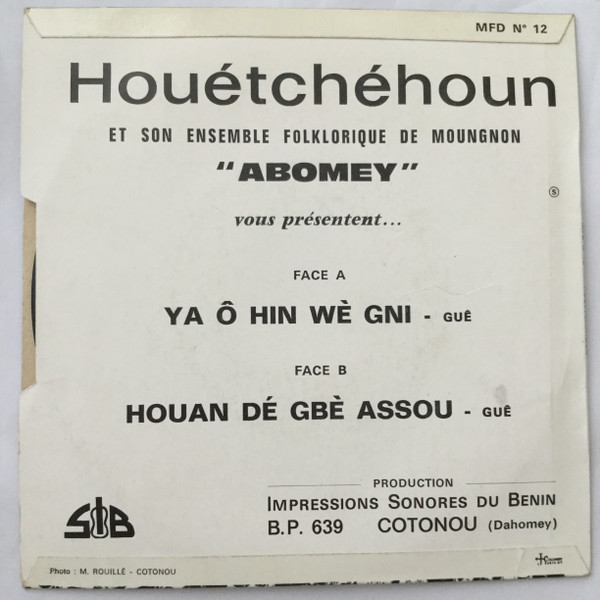 MFD N° 12
Houétchéhoun
ET SON ENSEMBLE FOLKLORIQUE DE MOUNGNON
"ABOMEY"
vous présentent...
FACE A
YA Ô HIN WÈ GNI - GUÊ
FACE B
HOUAN DÉ GBÈ ASSOU - GUÊ
PRODUCTION
IMPRESSIONS SONORES DU BENIN
B.P. 639 COTONOU (Dahomey)
SIB
Photo : M. ROUILLÉ - COTONOU